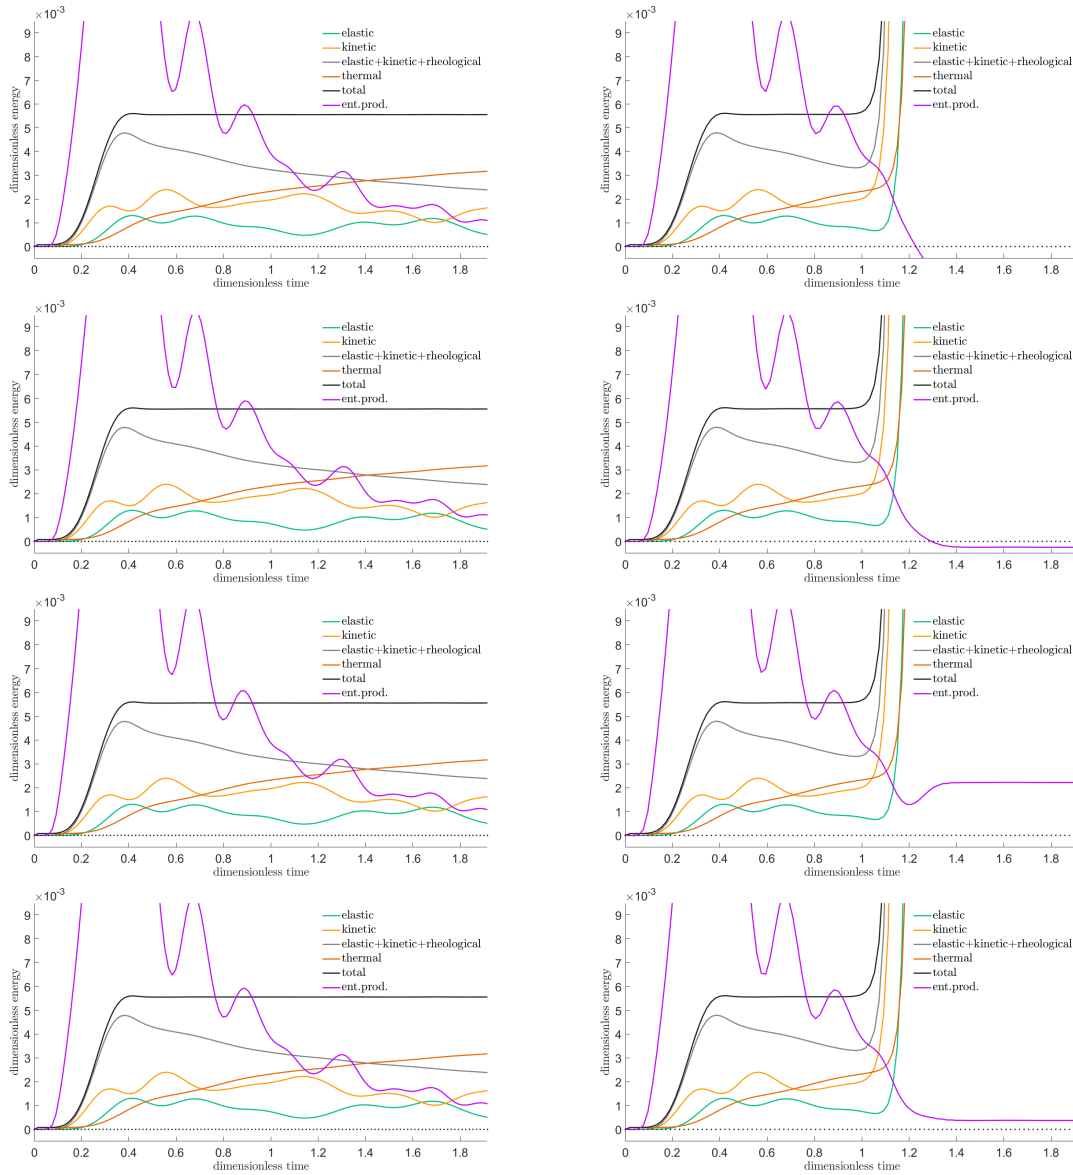 ×10-3
9
8
7
6
5
4
3
2
1
0
dimensionless energy
elastic
kinetic
elastic+kinetic+rheological
thermal
total
ent.prod.
0 0.2 0.4 0.6 0.8 1 1.2 1.4 1.6 1.8
dimensionless time
×10-3
9
8
7
6
5
4
3
2
1
0
dimensionless energy
elastic
kinetic
elastic+kinetic+rheological
thermal
total
ent.prod.
0 0.2 0.4 0.6 0.8 1 1.2 1.4 1.6 1.8
dimensionless time
×10-3
9
8
7
6
5
4
3
2
1
0
dimensionless energy
elastic
kinetic
elastic+kinetic+rheological
thermal
total
ent.prod.
0 0.2 0.4 0.6 0.8 1 1.2 1.4 1.6 1.8
dimensionless time
×10-3
9
8
7
6
5
4
3
2
1
0
dimensionless energy
elastic
kinetic
elastic+kinetic+rheological
thermal
total
ent.prod.
0 0.2 0.4 0.6 0.8 1 1.2 1.4 1.6 1.8
dimensionless time
×10-3
9
8
7
6
5
4
3
2
1
0
dimensionless energy
elastic
kinetic
elastic+kinetic+rheological
thermal
total
ent.prod.
0 0.2 0.4 0.6 0.8 1 1.2 1.4 1.6 1.8
dimensionless time
×10-3
9
8
7
6
5
4
3
2
1
0
dimensionless energy
elastic
kinetic
elastic+kinetic+rheological
thermal
total
ent.prod.
0 0.2 0.4 0.6 0.8 1 1.2 1.4 1.6 1.8
dimensionless time
×10-3
9
8
7
6
5
4
3
2
1
0
dimensionless energy
elastic
kinetic
elastic+kinetic+rheological
thermal
total
ent.prod.
0 0.2 0.4 0.6 0.8 1 1.2 1.4 1.6 1.8
dimensionless time
×10-3
9
8
7
6
5
4
3
2
1
0
dimensionless energy
elastic
kinetic
elastic+kinetic+rheological
thermal
total
ent.prod.
0 0.2 0.4 0.6 0.8 1 1.2 1.4 1.6 1.8
dimensionless time